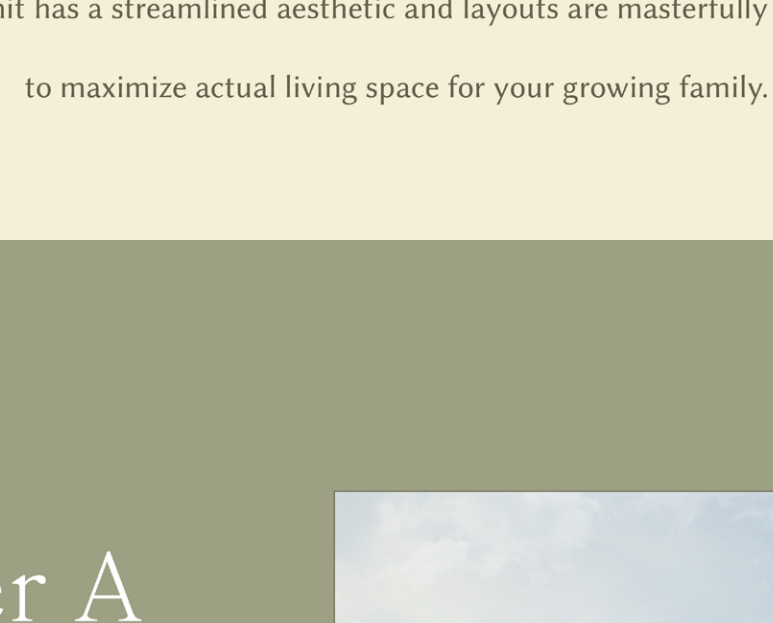 has a streamlined aesthetic and layouts are masterfully
to maximize actual living space for your growing family.
A